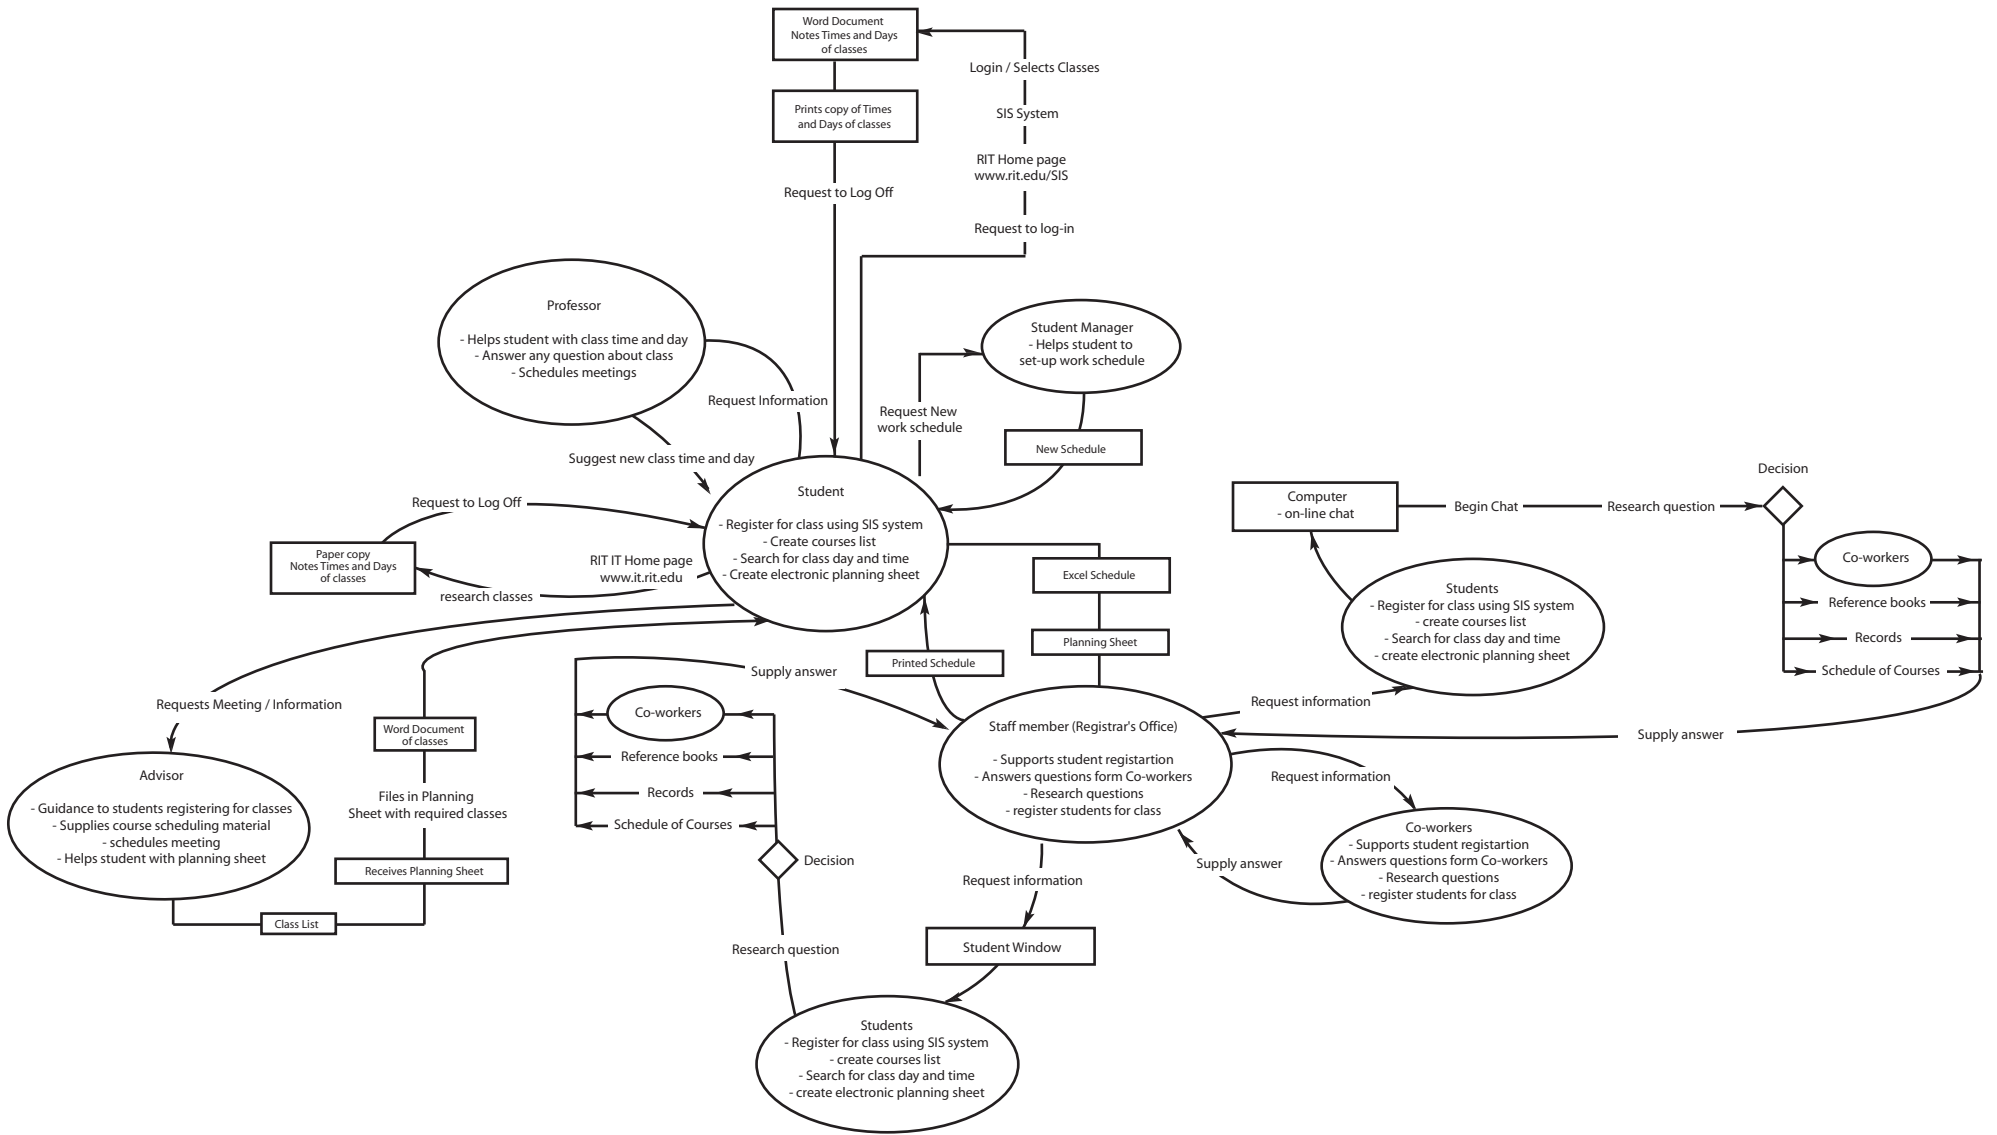 Word Document
Notes Times and Days
of classes
Login / Selects Classes
Prints copy of Times
and Days of classes
SIS System
RIT Home page
www.rit.edu/SIS
Request to Log Off
Request to log-in
Professor
- Helps student with class time and day
- Answer any question about class
- Schedules meetings
Student Manager
- Helps student to
set-up work schedule
Request Information
Request New
work schedule
New Schedule
Suggest new class time and day
Student
- Register for class using SIS system
- Create courses list
- Search for class day and time
- Create electronic planning sheet
Request to Log Off
Paper copy
Notes Times and Days
of classes
RIT IT Home page
www.it.rit.edu
research classes
Excel Schedule
Planning Sheet
Printed Schedule
Computer
- on-line chat
Begin Chat
Research question
Decision
Co-workers
Reference books
Records
Schedule of Courses
Students
- Register for class using SIS system
- create courses list
- Search for class day and time
- create electronic planning sheet
Request information
Supply answer
Requests Meeting / Information
Word Document
of classes
Supply answer
Co-workers
Reference books
Records
Schedule of Courses
Decision
Staff member (Registrar's Office)
- Supports student registartion
- Answers questions form Co-workers
- Research questions
- register students for class
Request information
Co-workers
- Supports student registartion
- Answers questions form Co-workers
- Research questions
- register students for class
Supply answer
Advisor
- Guidance to students registering for classes
- Supplies course scheduling material
- schedules meeting
- Helps student with planning sheet
Files in Planning
Sheet with required classes
Receives Planning Sheet
Class List
Request information
Student Window
Research question
Students
- Register for class using SIS system
- create courses list
- Search for class day and time
- create electronic planning sheet